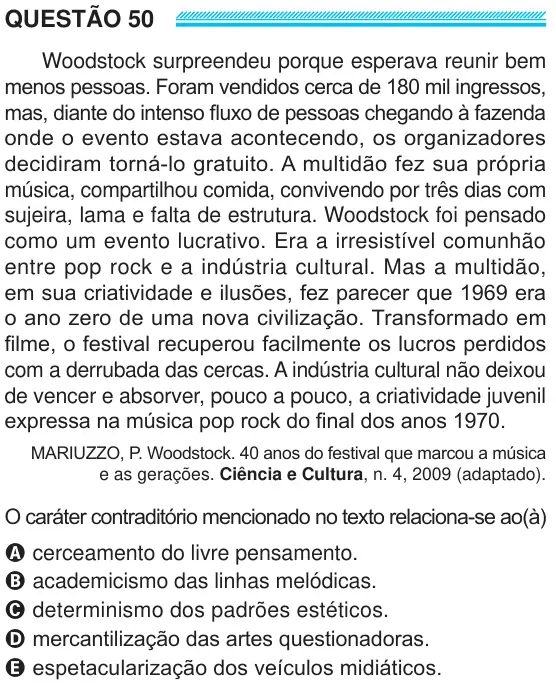 QUESTÃO 50
Woodstock surpreendeu porque esperava reunir bem
menos pessoas. Foram vendidos cerca de 180 mil ingressos,
mas, diante do intenso fluxo de pessoas chegando à fazenda
onde o evento estava acontecendo, os organizadores
decidiram torná-lo gratuito. A multidão fez sua própria
música, compartilhou comida, convivendo por três dias com
sujeira, lama e falta de estrutura. Woodstock foi pensado
como um evento lucrativo. Era a irresistível comunhão
entre pop rock e a indústria cultural. Mas a multidão,
em sua criatividade e ilusões, fez parecer que 1969 era
o ano zero de uma nova civilização. Transformado em
filme, o festival recuperou facilmente os lucros perdidos
com a derrubada das cercas. A indústria cultural não deixou
de vencer e absorver, pouco a pouco, a criatividade juvenil
expressa na música pop rock do final dos anos 1970.
MARIUZZO, P. Woodstock. 40 anos do festival que marcou a música
e as gerações. Ciência e Cultura, n. 4, 2009 (adaptado).
O caráter contraditório mencionado no texto relaciona-se ao(à)
A cerceamento do livre pensamento.
B academicismo das linhas melódicas.
C determinismo dos padrões estéticos.
D mercantilização das artes questionadoras.
E espetacularização dos veículos midiáticos.